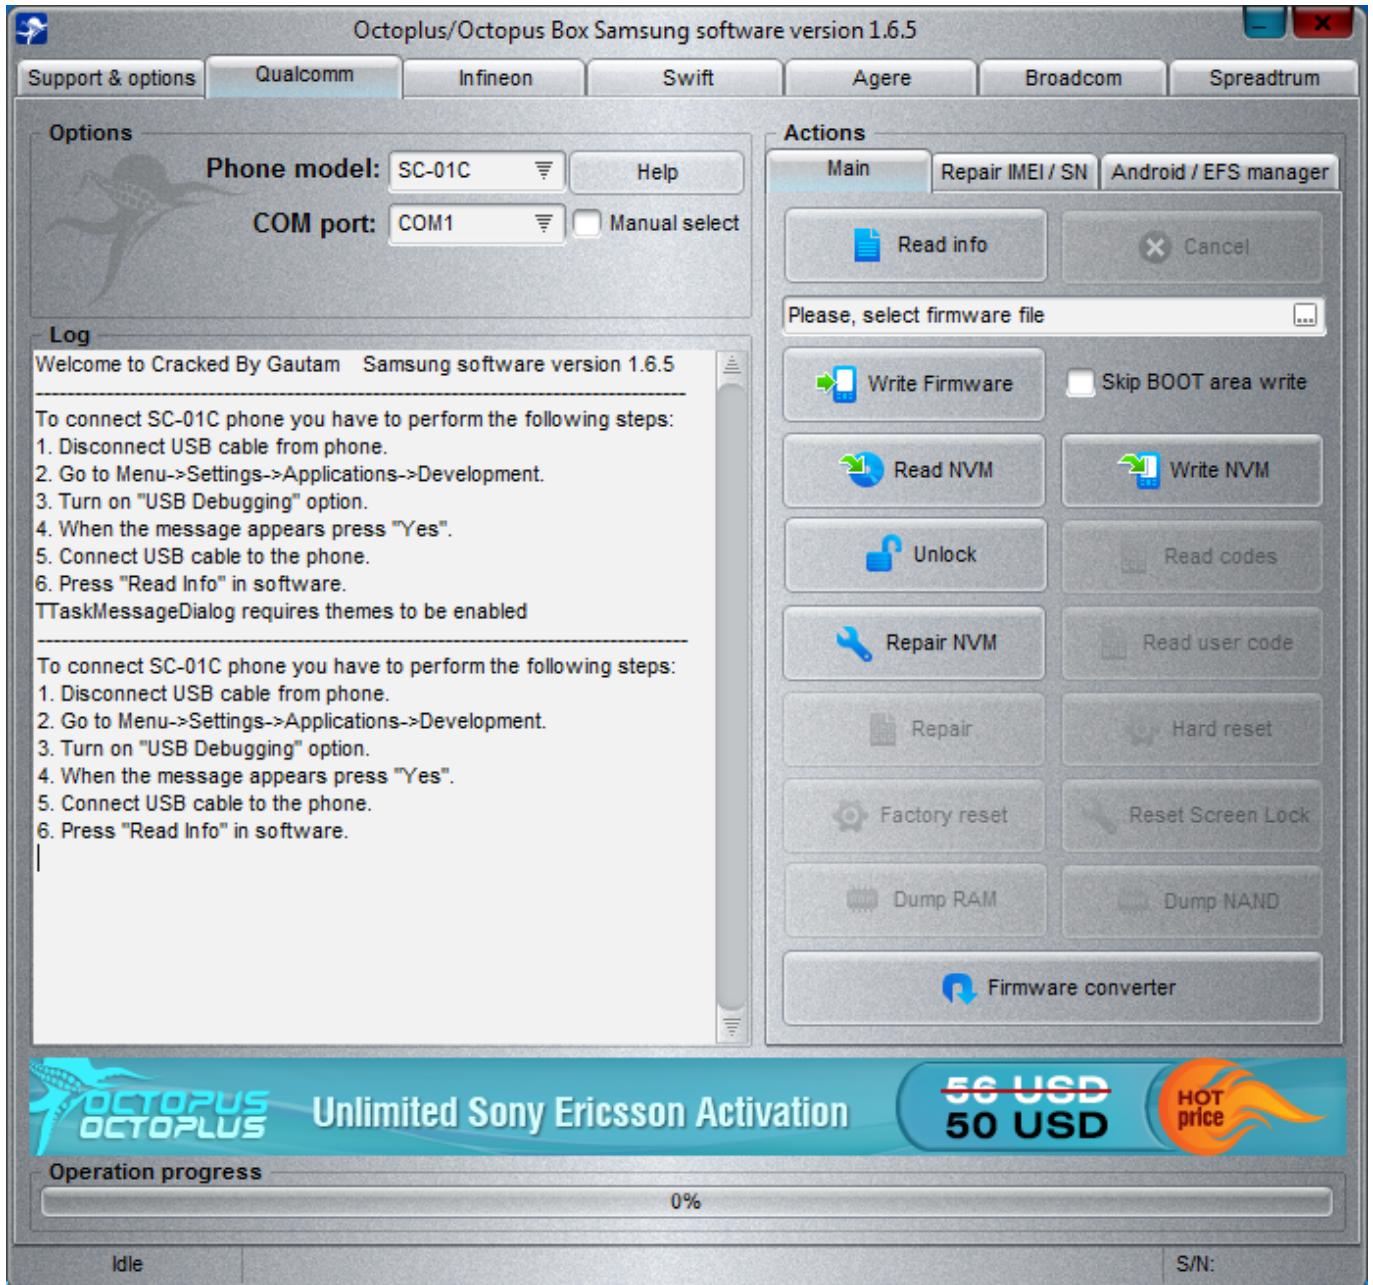 Octoplus/Octopus Box Samsung software version 1.6.5
Support & options Qualcomm Infineon Swift Agere Broadcom Spreadtrum
Options
Phone model: SC-01C Help
COM port: COM1 Manual select
Log
Welcome to Cracked By Gautam Samsung software version 1.6.5
--------------------------------------------------------------------------------
To connect SC-01C phone you have to perform the following steps:
1. Disconnect USB cable from phone.
2. Go to Menu->Settings->Applications->Development.
3. Turn on "USB Debugging" option.
4. When the message appears press "Yes".
5. Connect USB cable to the phone.
6. Press "Read Info" in software.
TTaskMessageDialog requires themes to be enabled
--------------------------------------------------------------------------------
To connect SC-01C phone you have to perform the following steps:
1. Disconnect USB cable from phone.
2. Go to Menu->Settings->Applications->Development.
3. Turn on "USB Debugging" option.
4. When the message appears press "Yes".
5. Connect USB cable to the phone.
6. Press "Read Info" in software.
Actions
Main Repair IMEI / SN Android / EFS manager
Read info Cancel
Please, select firmware file ...
Write Firmware Skip BOOT area write
Read NVM Write NVM
Unlock Read codes
Repair NVM Read user code
Repair Hard reset
Factory reset Reset Screen Lock
Dump RAM Dump NAND
Firmware converter
OCTOPUS
OCTOPLUS
Unlimited Sony Ericsson Activation
56 USD
50 USD
HOT
price
Operation progress
0%
Idle S/N: